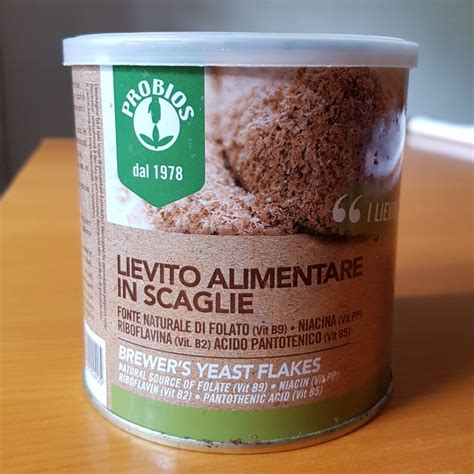 PROBIOS
dal 1978
“ I LIEV
LIEVITO ALIMENTARE
IN SCAGLIE
FONTE NATURALE DI FOLATO (Vit B9) • NIACINA (Vit PP)
RIBOFLAVINA (Vit. B2) ACIDO PANTOTENICO (Vit B5)
BREWER'S YEAST FLAKES
NATURAL SOURCE OF FOLATE (Vit B9) • NIACIN (Vit PP)
RIBOFLAVIN (Vit B2) • PANTOTHENIC ACID (Vit B5)